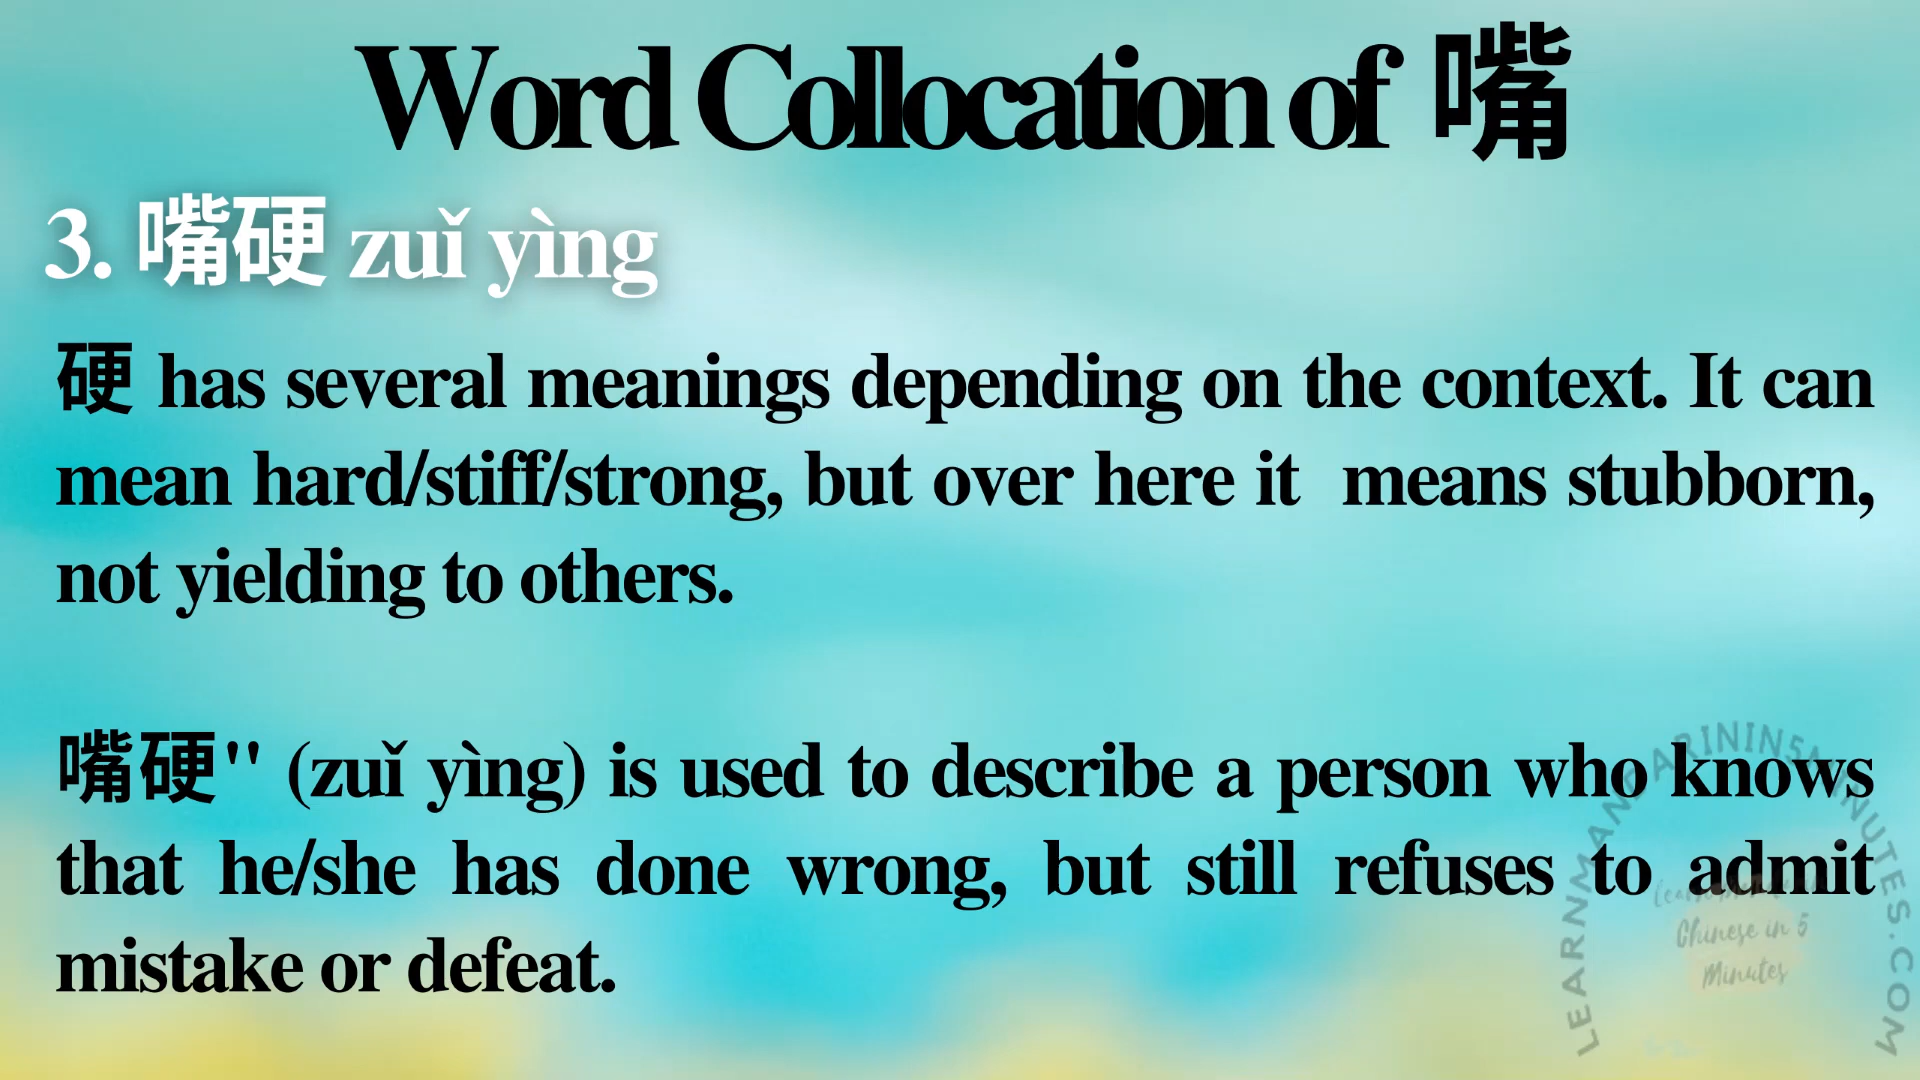 Word Collocation of 嘴
3. 嘴硬 zuǐ yìng
硬 has several meanings depending on the context. It can
mean hard/stiff/strong, but over here it  means stubborn,
not yielding to others.
嘴硬" (zuǐ yìng) is used to describe a person who knows
that he/she has done wrong, but still refuses to admit
mistake or defeat.
LEARNMANDARININ5MINUTES.COM
Chinese in 5
Minutes